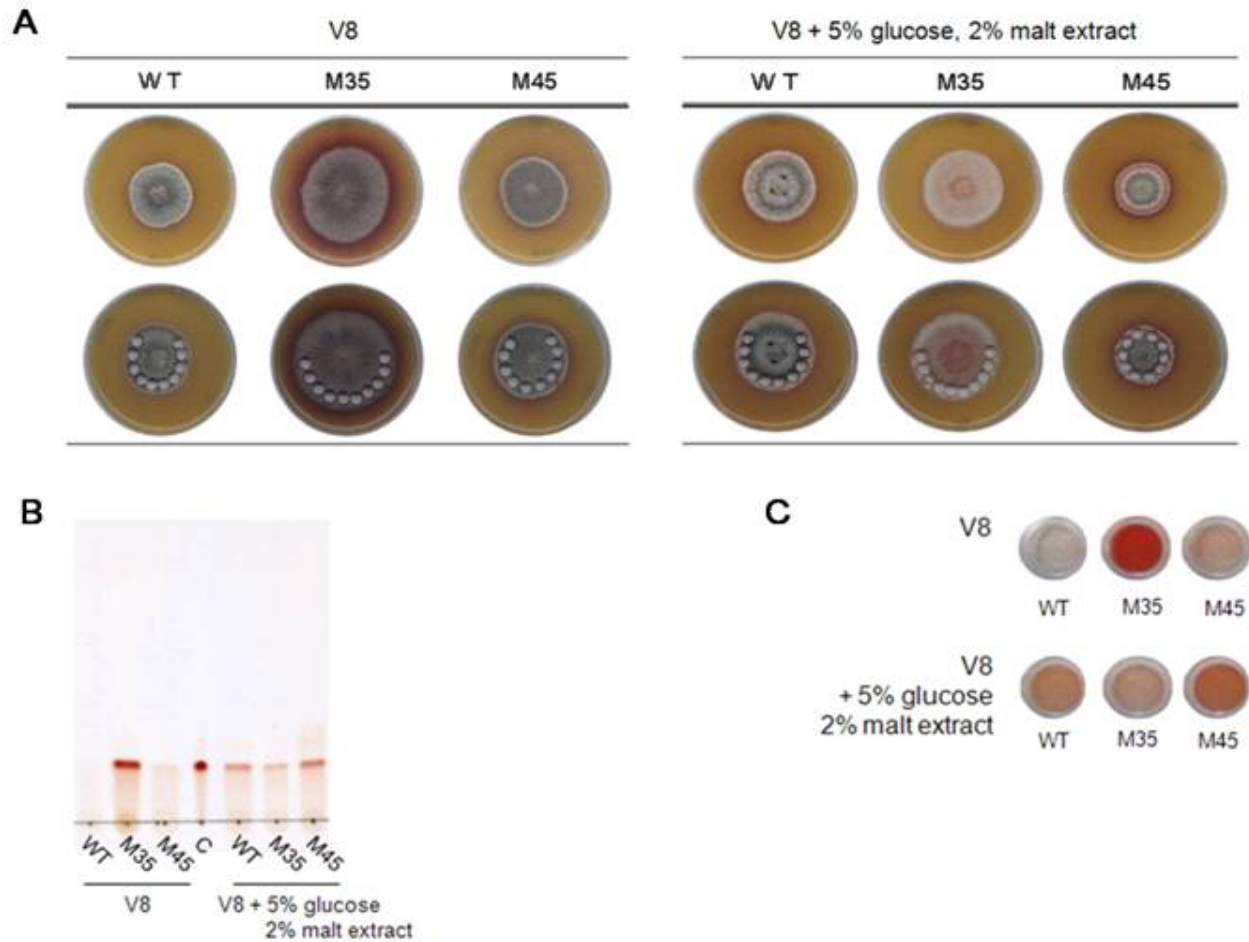 A
V8
V8 + 5% glucose, 2% malt extract
W T M35 M45
WT M35 M45
B
WT M35 M45 C WT M35 M45
V8
V8 + 5% glucose
2% malt extract
C
V8
WT M35 M45
V8
+ 5% glucose
2% malt extract
WT M35 M45